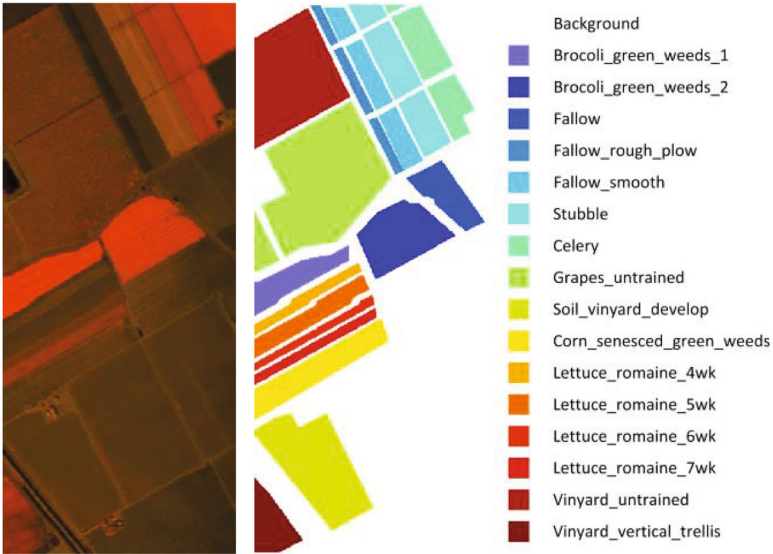 Background
Brocoli_green_weeds_1
Brocoli_green_weeds_2
Fallow
Fallow_rough_plow
Fallow_smooth
Stubble
Celery
Grapes_untrained
Soil_vinyard_develop
Corn_senesced_green_weeds
Lettuce_romaine_4wk
Lettuce_romaine_5wk
Lettuce_romaine_6wk
Lettuce_romaine_7wk
Vinyard_untrained
Vinyard_vertical_trellis